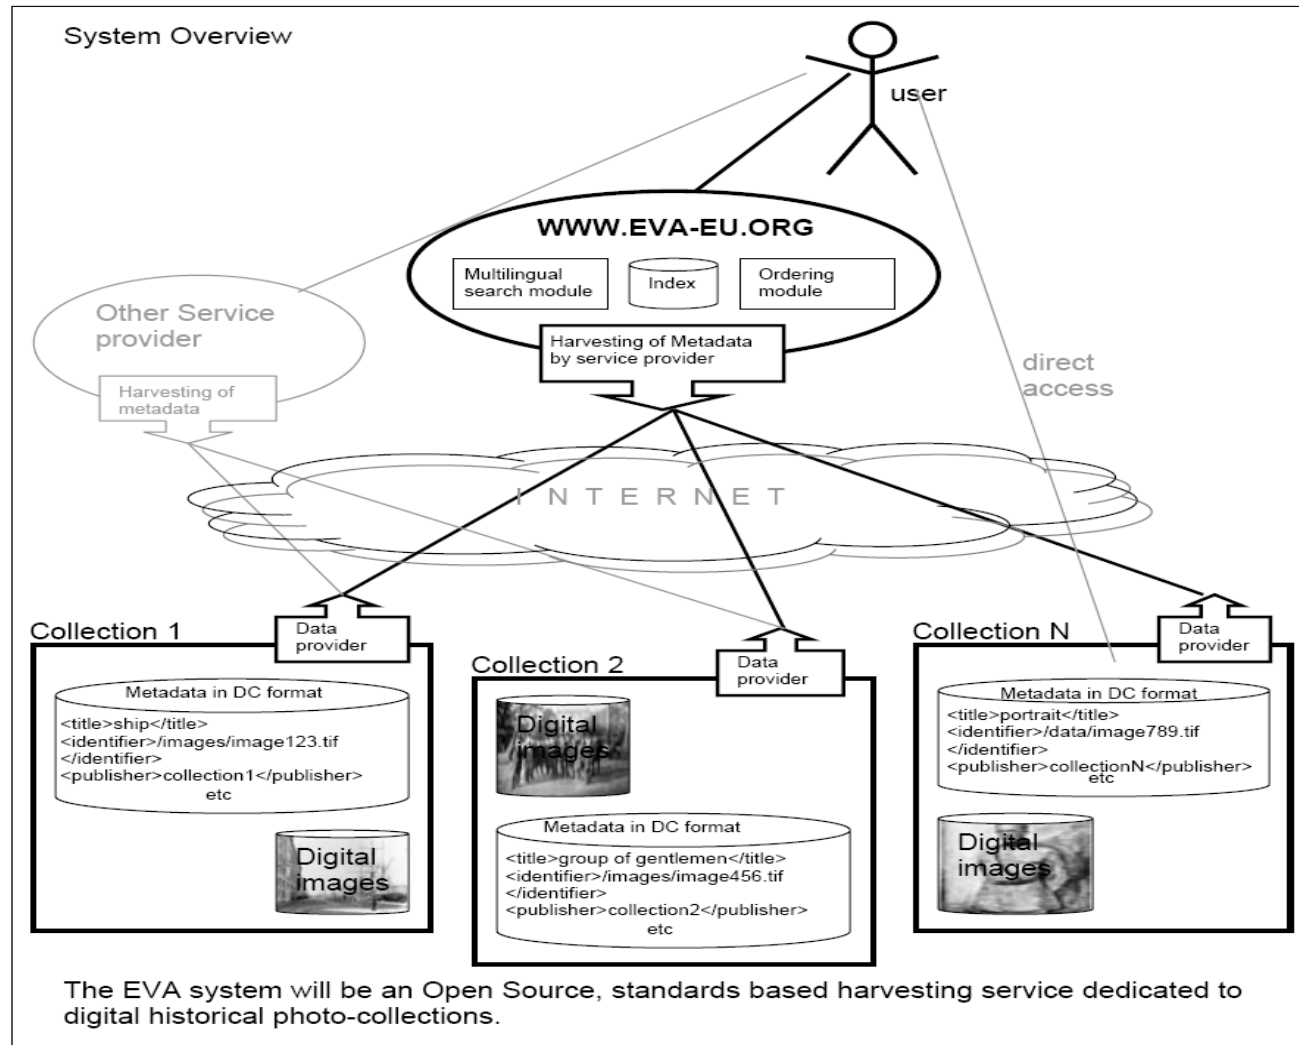 System Overview
user
WWW.EVA-EU.ORG
Multilingual
search module
Index
Ordering
module
Harvesting of Metadata
by service provider
Other Service
provider
Harvesting of
metadata
direct
access
INTERNET
Collection 1
Data
provider
Metadata in DC format
<title>ship</title>
<identifier>/images/image123.tif
</identifier>
<publisher>collection1</publisher>
etc
Digital
images
Collection 2
Data
provider
Digital
images
Metadata in DC format
<title>group of gentlemen</title>
<identifier>/images/image456.tif
</identifier>
<publisher>collection2</publisher>
etc
Collection N
Data
provider
Metadata in DC format
<title>portrait</title>
<identifier>/data/image789.tif
</identifier>
<publisher>collectionN</publisher>
etc
Digital
images
The EVA system will be an Open Source, standards based harvesting service dedicated to
digital historical photo-collections.